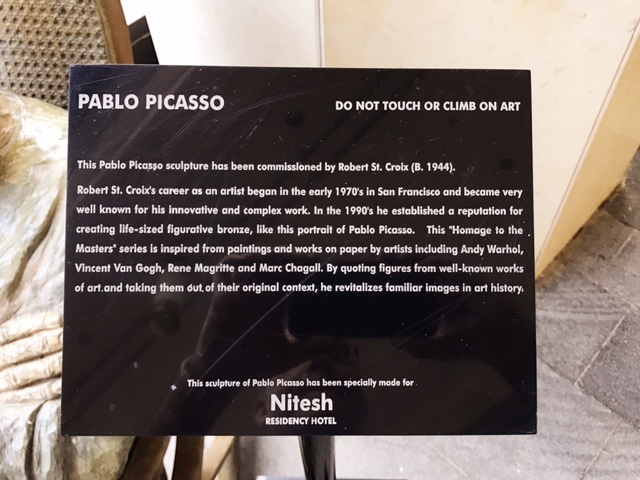 PABLO PICASSO
DO NOT TOUCH OR CLIMB ON ART
This Pablo Picasso sculpture has been commissioned by Robert St. Croix (B. 1944).
Robert St. Croix's career as an artist began in the early 1970's in San Francisco and became very
well known for his innovative and complex work. In the 1990's he established a reputation for
creating life-sized figurative bronze, like this portrait of Pablo Picasso. This "Homage to the
Masters" series is inspired from paintings and works on paper by artists including Andy Warhol,
Vincent Van Gogh, Rene Magritte and Marc Chagall. By quoting figures from well-known works
of art and taking them out of their original context, he revitalizes familiar images in art history.
This sculpture of Pablo Picasso has been specially made for
Nitesh
RESIDENCY HOTEL